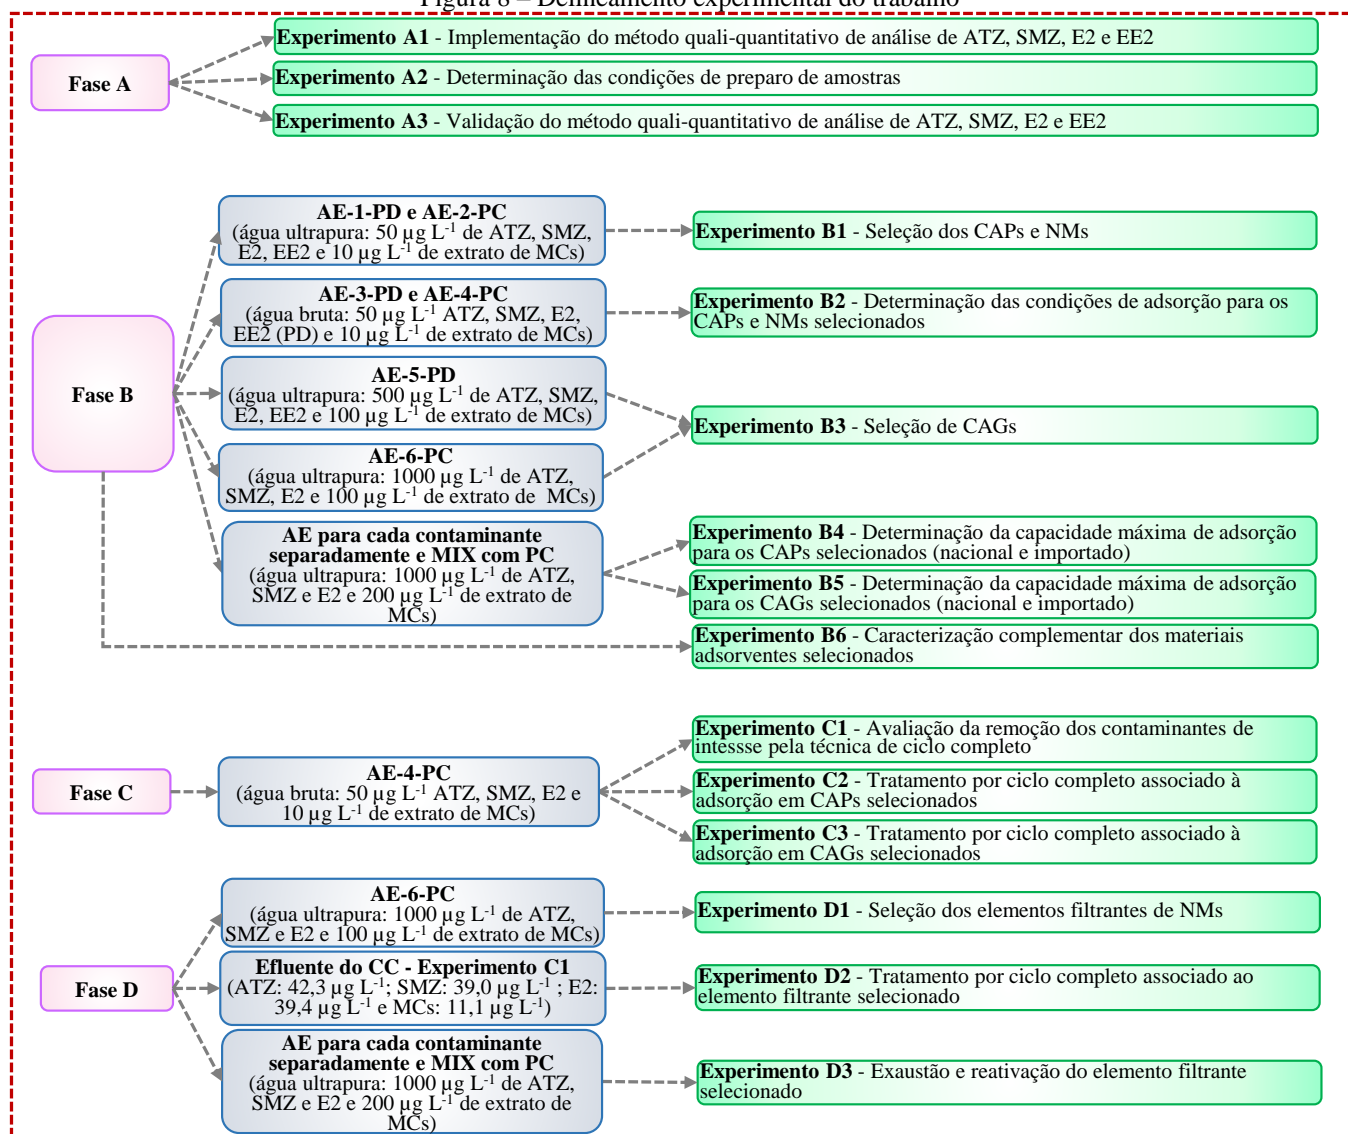 Figura 8 – Delineamento experimental do trabalho
Fase A
Experimento A1 - Implementação do método quali-quantitativo de análise de ATZ, SMZ, E2 e EE2
Experimento A2 - Determinação das condições de preparo de amostras
Experimento A3 - Validação do método quali-quantitativo de análise de ATZ, SMZ, E2 e EE2
Fase B
AE-1-PD e AE-2-PC
(água ultrapura: 50 µg L⁻¹ de ATZ, SMZ,
E2, EE2 e 10 µg L⁻¹ de extrato de MCs)
Experimento B1 - Seleção dos CAPs e NMs
AE-3-PD e AE-4-PC
(água bruta: 50 µg L⁻¹ ATZ, SMZ, E2,
EE2 (PD) e 10 µg L⁻¹ de extrato de MCs)
Experimento B2 - Determinação das condições de adsorção para os
CAPs e NMs selecionados
AE-5-PD
(água ultrapura: 500 µg L⁻¹ de ATZ, SMZ,
E2, EE2 e 100 µg L⁻¹ de extrato de MCs)
AE-6-PC
(água ultrapura: 1000 µg L⁻¹ de ATZ,
SMZ, E2 e 100 µg L⁻¹ de extrato de MCs)
Experimento B3 - Seleção de CAGs
AE para cada contaminante
separadamente e MIX com PC
(água ultrapura: 1000 µg L⁻¹ de ATZ,
SMZ e E2 e 200 µg L⁻¹ de extrato de
MCs)
Experimento B4 - Determinação da capacidade máxima de adsorção
para os CAPs selecionados (nacional e importado)
Experimento B5 - Determinação da capacidade máxima de adsorção
para os CAGs selecionados (nacional e importado)
Experimento B6 - Caracterização complementar dos materiais
adsorventes selecionados
Fase C
AE-4-PC
(água bruta: 50 µg L⁻¹ ATZ, SMZ, E2 e
10 µg L⁻¹ de extrato de MCs)
Experimento C1 - Avaliação da remoção dos contaminantes de
intessse pela técnica de ciclo completo
Experimento C2 - Tratamento por ciclo completo associado à
adsorção em CAPs selecionados
Experimento C3 - Tratamento por ciclo completo associado à
adsorção em CAGs selecionados
Fase D
AE-6-PC
(água ultrapura: 1000 µg L⁻¹ de ATZ,
SMZ e E2 e 100 µg L⁻¹ de extrato de MCs)
Experimento D1 - Seleção dos elementos filtrantes de NMs
Efluente do CC - Experimento C1
(ATZ: 42,3 µg L⁻¹; SMZ: 39,0 µg L⁻¹ ; E2:
39,4 µg L⁻¹ e MCs: 11,1 µg L⁻¹)
Experimento D2 - Tratamento por ciclo completo associado ao
elemento filtrante selecionado
AE para cada contaminante
separadamente e MIX com PC
(água ultrapura: 1000 µg L⁻¹ de ATZ,
SMZ e E2 e 200 µg L⁻¹ de extrato de
MCs)
Experimento D3 - Exaustão e reativação do elemento filtrante
selecionado